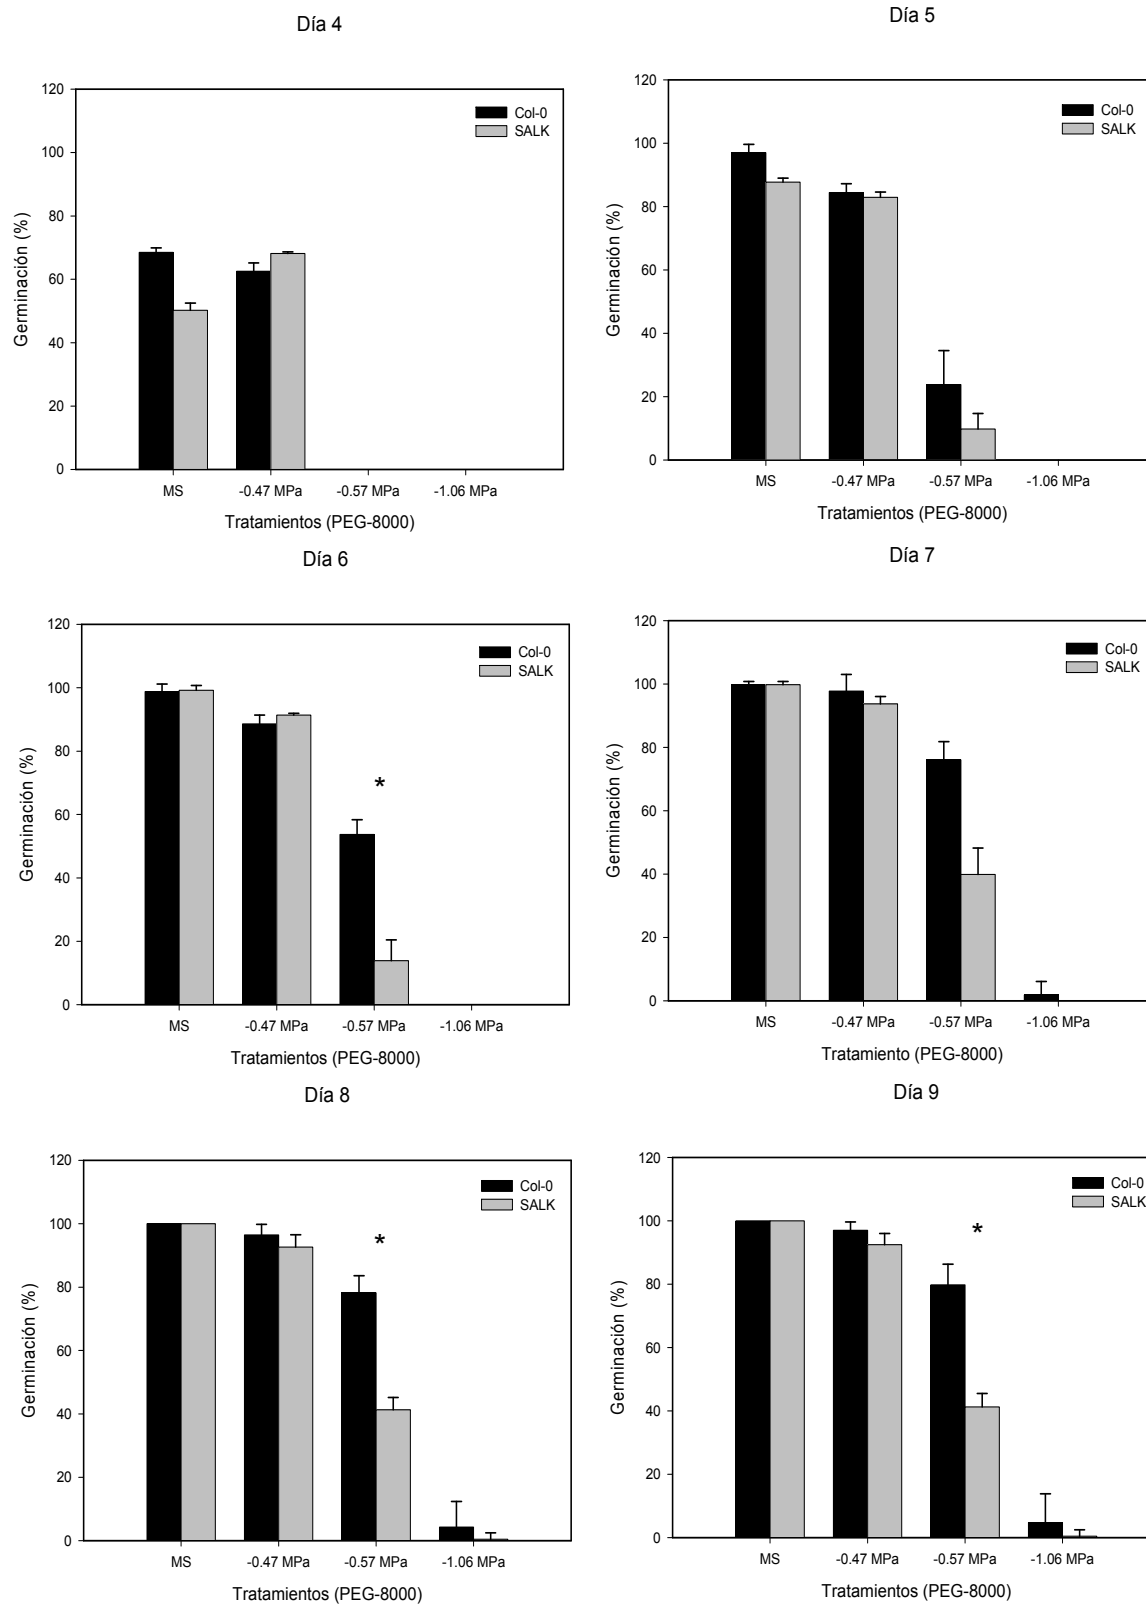 Día 4
120
100
80
60
40
20
0
Germinación (%)
Col-0
SALK
MS -0.47 MPa -0.57 MPa -1.06 MPa
Tratamientos (PEG-8000)
Día 5
120
100
80
60
40
20
0
Germinación (%)
Col-0
SALK
MS -0.47 MPa -0.57 MPa -1.06 MPa
Tratamientos (PEG-8000)
Día 6
120
100
80
60
40
20
0
Germinación (%)
Col-0
SALK
*
MS -0.47 MPa -0.57 MPa -1.06 MPa
Tratamientos (PEG-8000)
Día 7
120
100
80
60
40
20
0
Germinación (%)
Col-0
SALK
MS -0.47 MPa -0.57 MPa -1.06 MPa
Tratamiento (PEG-8000)
Día 8
120
100
80
60
40
20
0
Germinación (%)
Col-0
SALK
*
MS -0.47 MPa -0.57 MPa -1.06 MPa
Tratamientos (PEG-8000)
Día 9
120
100
80
60
40
20
0
Germinación (%)
Col-0
SALK
*
MS -0.47 MPa -0.57 MPa -1.06 MPa
Tratamientos (PEG-8000)